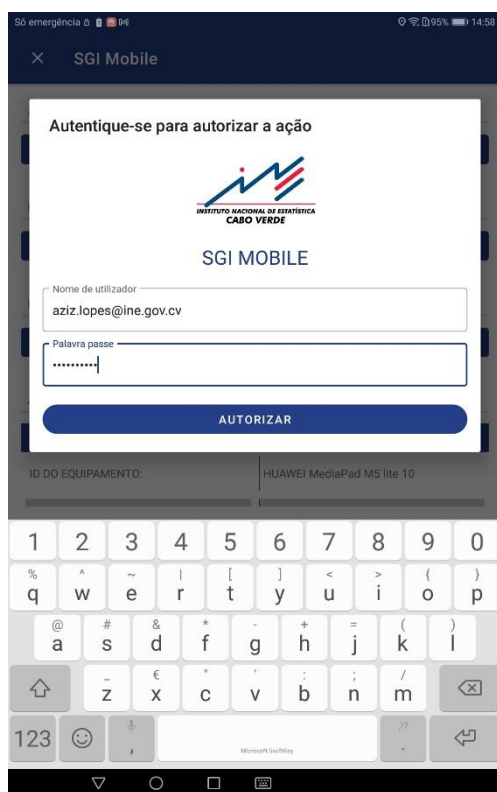 Só emergência 95% 14:58
SGI Mobile
Autentique-se para autorizar a ação
INSTITUTO NACIONAL DE ESTATÍSTICA
CABO VERDE
SGI MOBILE
Nome de utilizador
aziz.lopes@ine.gov.cv
Palavra passe
••••••••••
AUTORIZAR
ID DO EQUIPAMENTO: HUAWEI MediaPad M5 lite 10
1 2 3 4 5 6 7 8 9 0
% ^ ~ | [ ] < > { }
q w e r t y u i o p
@ # & * - + = ( )
a s d f g h j k l
_ € " ' : ; /
z x c v b n m
123 , Microsoft SwiftKey ,!? .